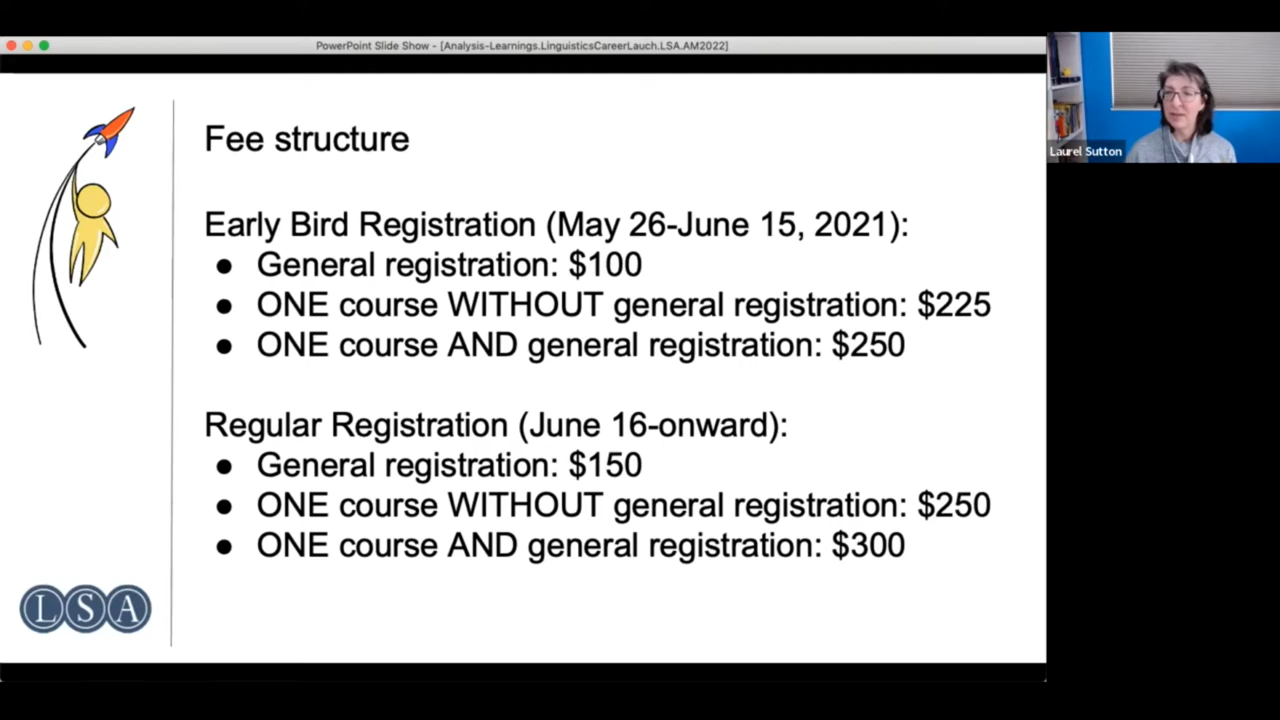 PowerPoint Slide Show - [Analysis-Learnings.LinguisticsCareerLauch.LSA.AM2022]
Laurel Sutton
Fee structure
Early Bird Registration (May 26-June 15, 2021):
● General registration: $100
● ONE course WITHOUT general registration: $225
● ONE course AND general registration: $250
Regular Registration (June 16-onward):
● General registration: $150
● ONE course WITHOUT general registration: $250
● ONE course AND general registration: $300
LSA